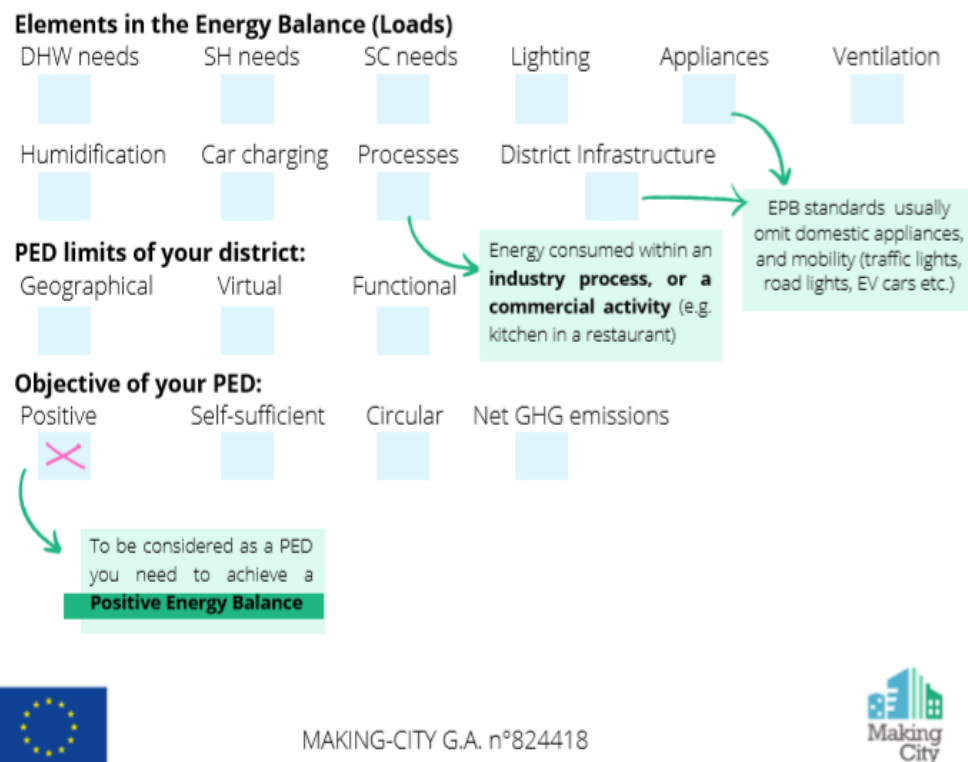 Elements in the Energy Balance (Loads)
DHW needs SH needs SC needs Lighting Appliances Ventilation
Humidification Car charging Processes District Infrastructure
EPB standards usually
omit domestic appliances,
and mobility (traffic lights,
road lights, EV cars etc.)
Energy consumed within an
industry process, or a
commercial activity (e.g.
kitchen in a restaurant)
PED limits of your district:
Geographical Virtual Functional
Objective of your PED:
Positive Self-sufficient Circular Net GHG emissions
To be considered as a PED
you need to achieve a
Positive Energy Balance
MAKING-CITY G.A. n°824418
Making
City